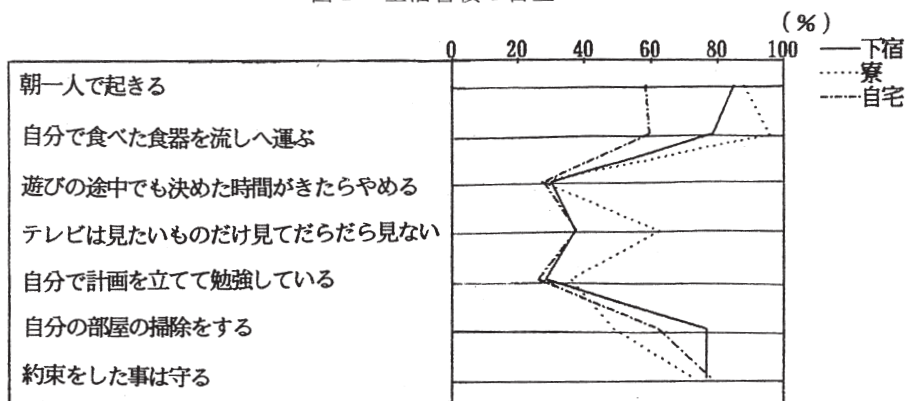 (%)
0 20 40 60 80 100
下宿
寮
自宅
朝一人で起きる
自分で食べた食器を流しへ運ぶ
遊びの途中でも決めた時間がきたらやめる
テレビは見たいものだけ見てだらだら見ない
自分で計画を立てて勉強している
自分の部屋の掃除をする
約束をした事は守る